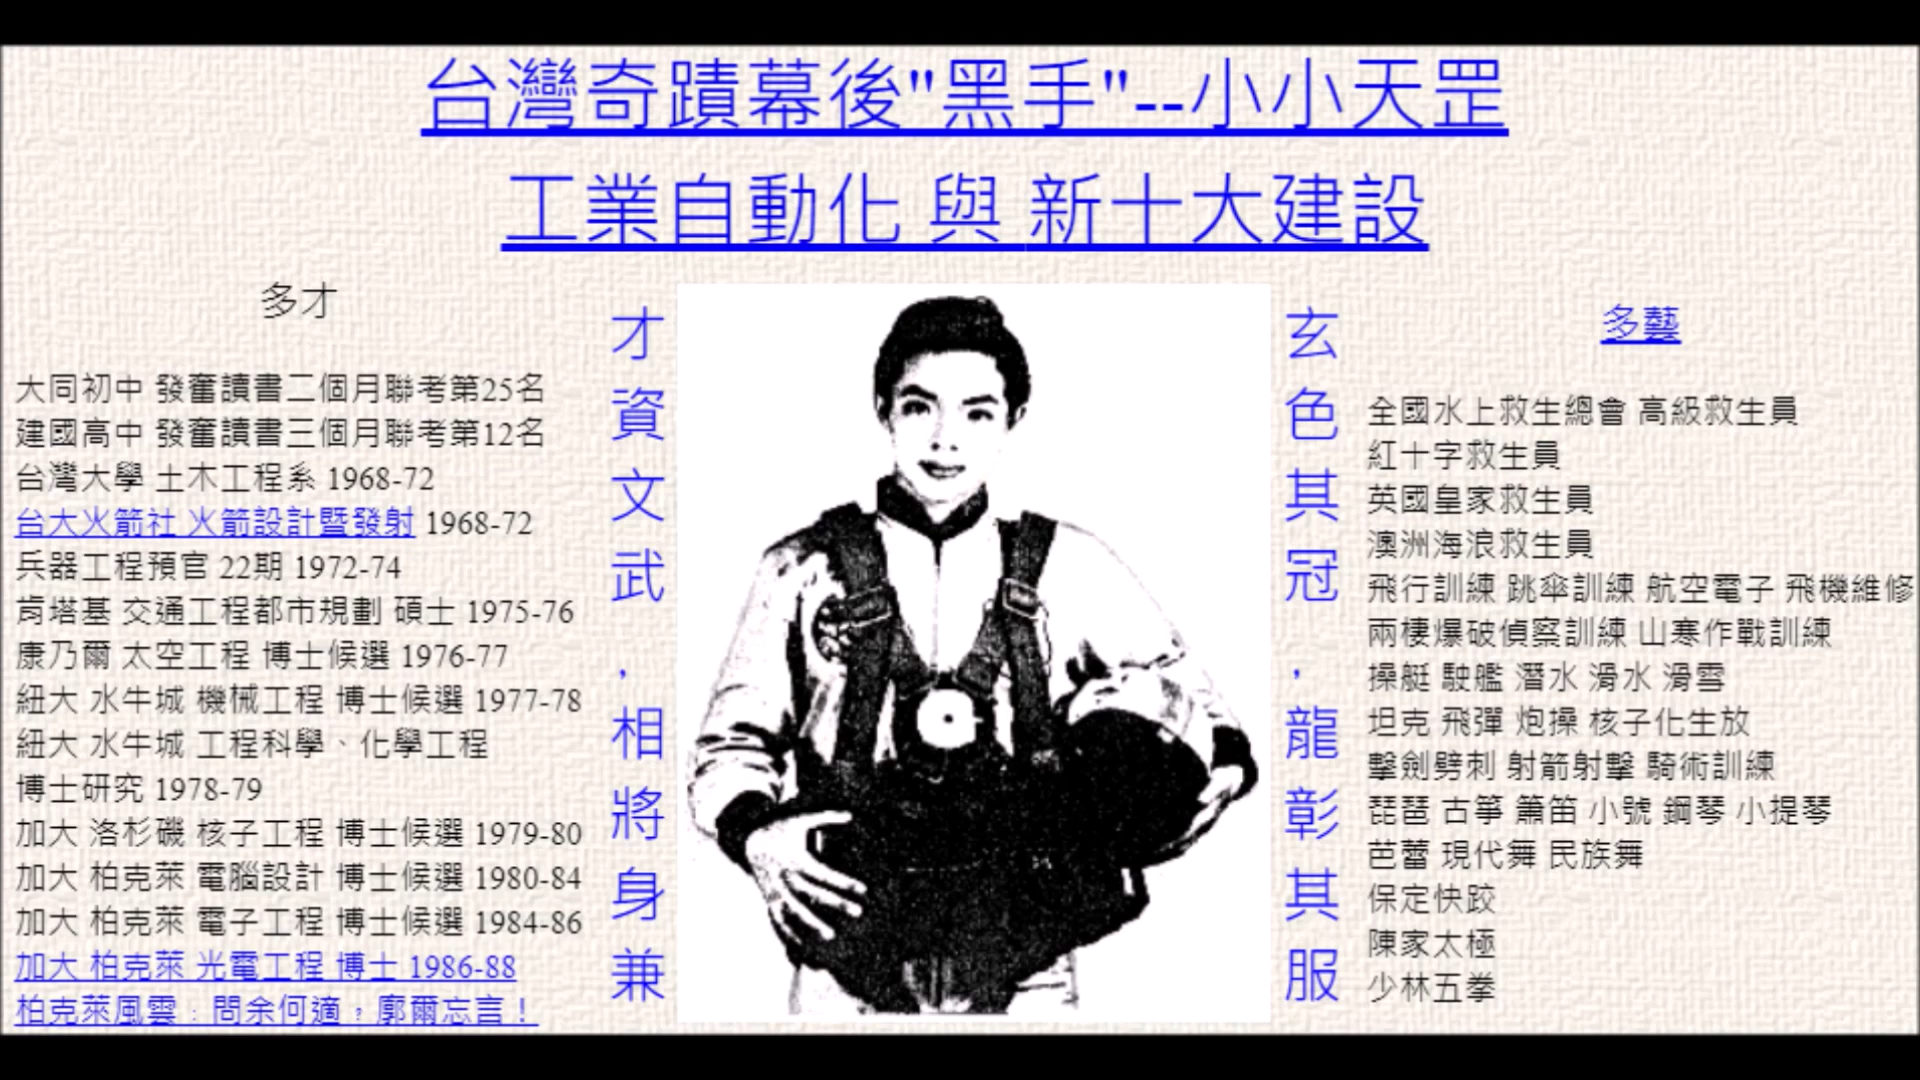 台灣奇蹟幕後"黑手"--小小天罡
工業自動化 與 新十大建設
多才
大同初中 發奮讀書二個月聯考第25名
建國高中 發奮讀書三個月聯考第12名
台灣大學 土木工程系 1968-72
台大火箭社 火箭設計暨發射 1968-72
兵器工程預官 22期 1972-74
肯塔基 交通工程都市規劃 碩士 1975-76
康乃爾 太空工程 博士候選 1976-77
紐大 水牛城 機械工程 博士候選 1977-78
紐大 水牛城 工程科學、化學工程
博士研究 1978-79
加大 洛杉磯 核子工程 博士候選 1979-80
加大 柏克萊 電腦設計 博士候選 1980-84
加大 柏克萊 電子工程 博士候選 1984-86
加大 柏克萊 光電工程 博士 1986-88
柏克萊風雲：問余何適，廓爾忘言！
才資文武，相將身兼
玄色其冠，龍彰其服
多藝
全國水上救生總會 高級救生員
紅十字救生員
英國皇家救生員
澳洲海浪救生員
飛行訓練 跳傘訓練 航空電子 飛機維修
兩棲爆破偵察訓練 山寒作戰訓練
操艇 駛艦 潛水 滑水 滑雪
坦克 飛彈 炮操 核子化生放
擊劍劈刺 射箭射擊 騎術訓練
琵琶 古箏 簫笛 小號 鋼琴 小提琴
芭蕾 現代舞 民族舞
保定快跤
陳家太極
少林五拳